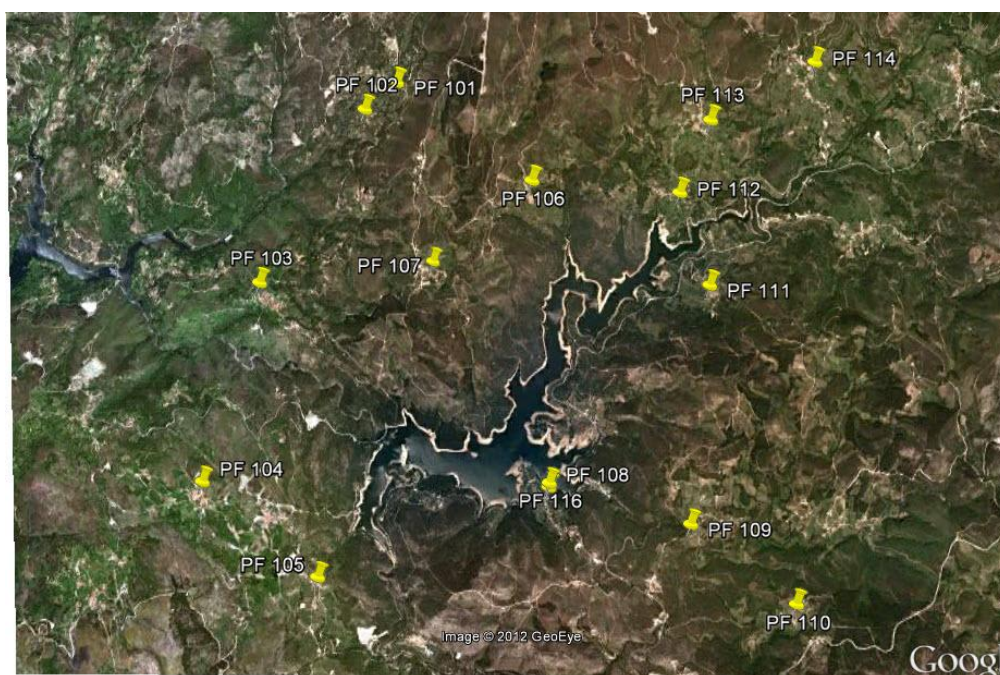 PF 114
PF 102
PF 101
PF 113
PF 106
PF 112
PF 103
PF 107
PF 111
PF 104
PF 108
PF 116
PF 109
PF 105
PF 110
Image © 2012 GeoEye
Goog